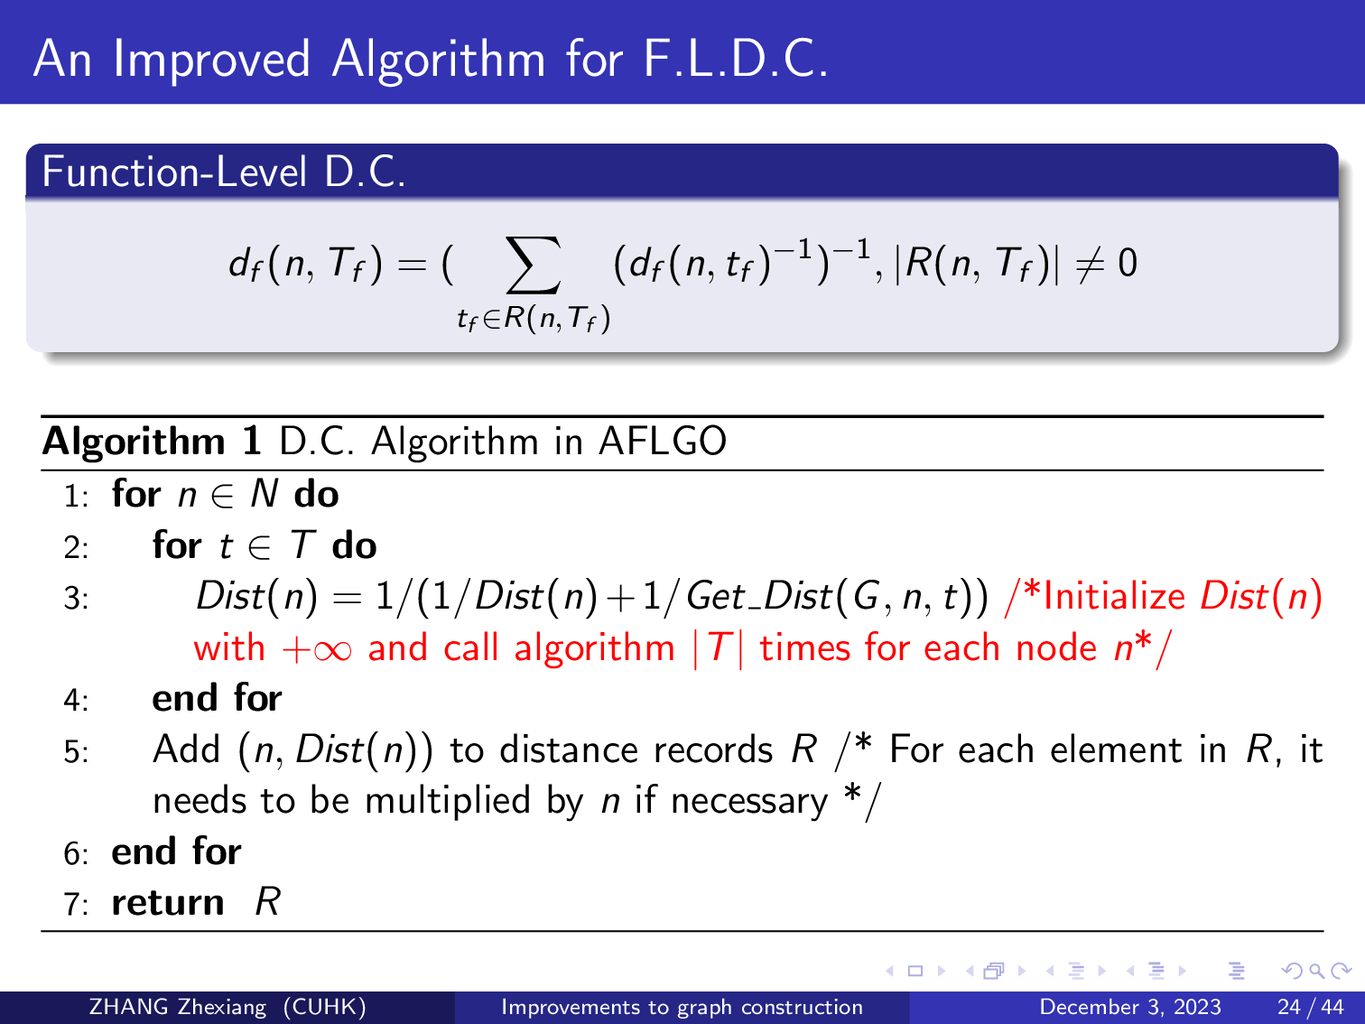 An Improved Algorithm for F.L.D.C.
Function-Level D.C.
d_f(n, T_f) = ( ∑_{t_f∈R(n,T_f)} (d_f(n, t_f)^{−1})^{−1}, |R(n, T_f)| ≠ 0
Algorithm 1 D.C. Algorithm in AFLGO
1: for n ∈ N do
2: for t ∈ T do
3: Dist(n) = 1/(1/Dist(n) + 1/Get_Dist(G, n, t)) /*Initialize Dist(n)
with +∞ and call algorithm |T| times for each node n*/
4: end for
5: Add (n, Dist(n)) to distance records R /* For each element in R, it
needs to be multiplied by n if necessary */
6: end for
7: return R
ZHANG Zhexiang (CUHK) Improvements to graph construction December 3, 2023 24 / 44